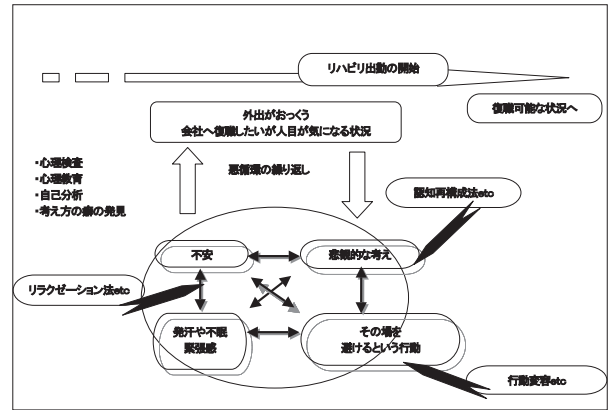 リハビリ出勤の開始
復職可能な状況へ
外出がおっくう
会社へ復職したいが人目が気になる状況
・心理検査
・心理教育
・自己分析
・考え方の癖の発見
悪循環の繰り返し
認知再構成法etc
不安
悲観的な考え
リラクゼーション法etc
発汗や不眠
緊張感
その場を
避けるという行動
行動変容etc